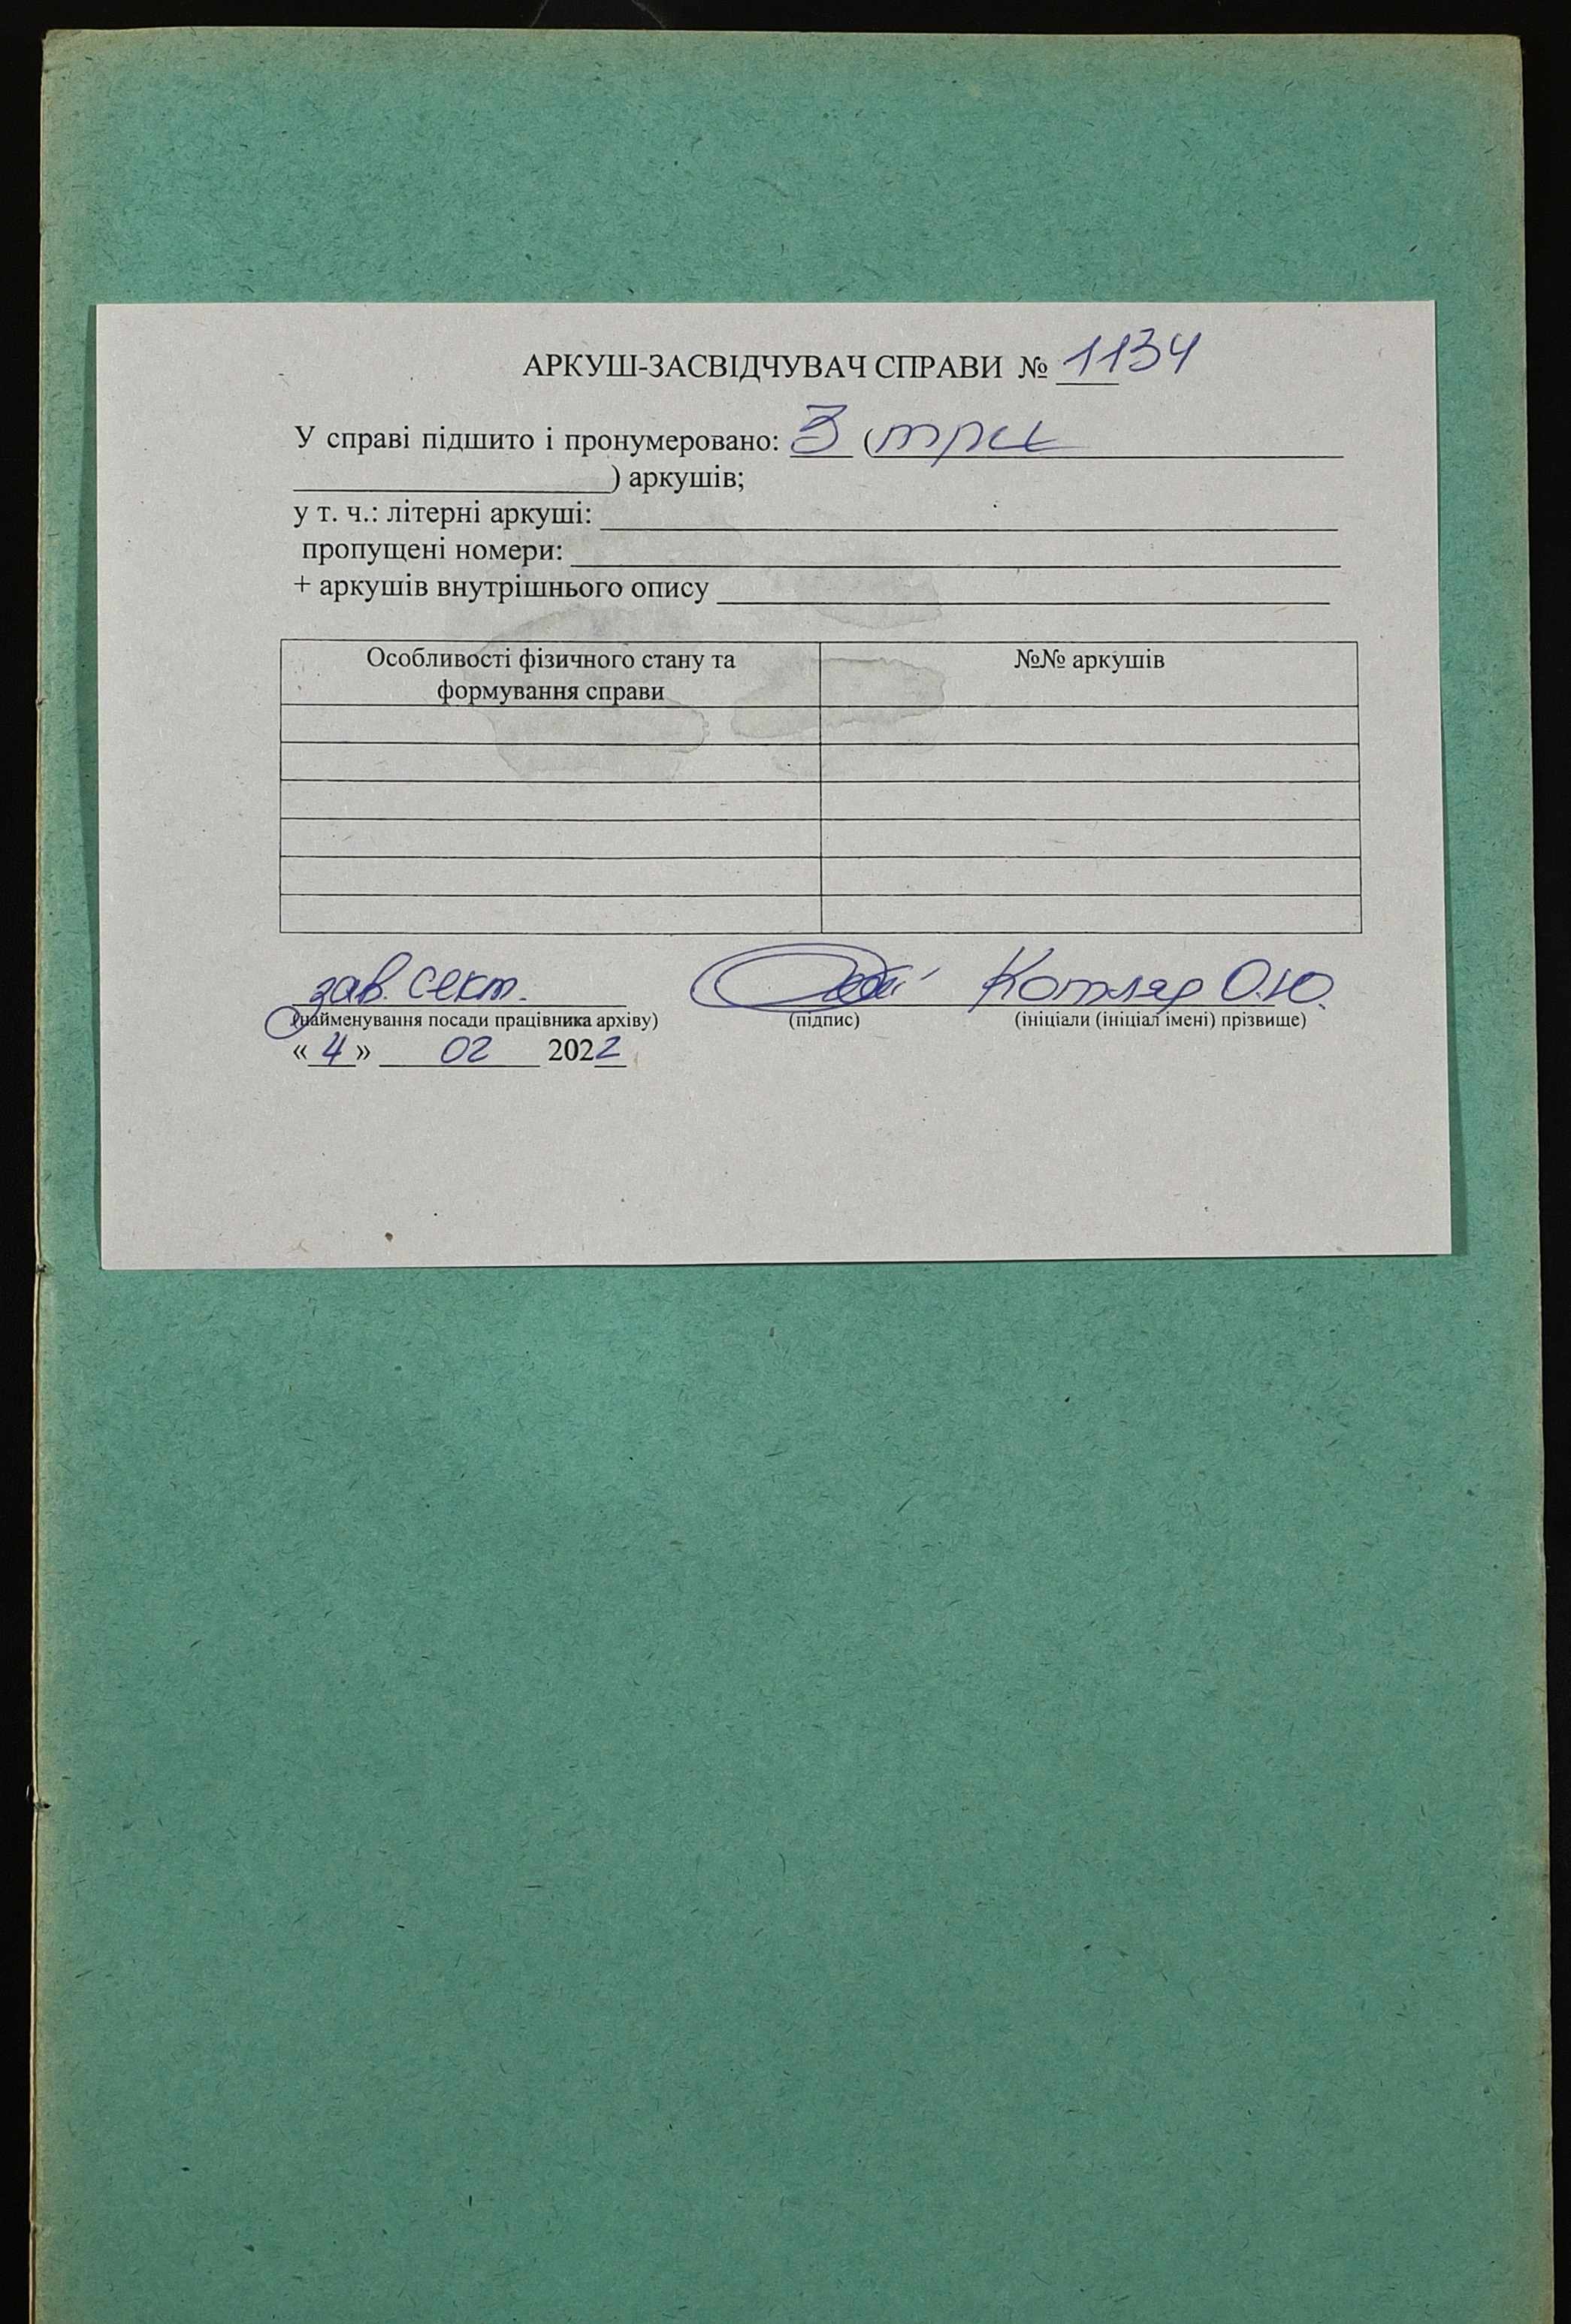 АРКУШ-ЗАСВІДЧУВАЧ СПРАВИ № 1134
У справі підшито і пронумеровано: 3 (три
) аркушів;
у т. ч.: літерні аркуші:
пропущені номери:
+ аркушів внутрішнього опису
Особливості фізичного стану та формування справи
№№ аркушів
зав. сект. Котляр О.Ю.
(найменування посади працівника архіву) (підпис) (ініціали (ініціал імені) прізвище)
« 4 » 02 2022